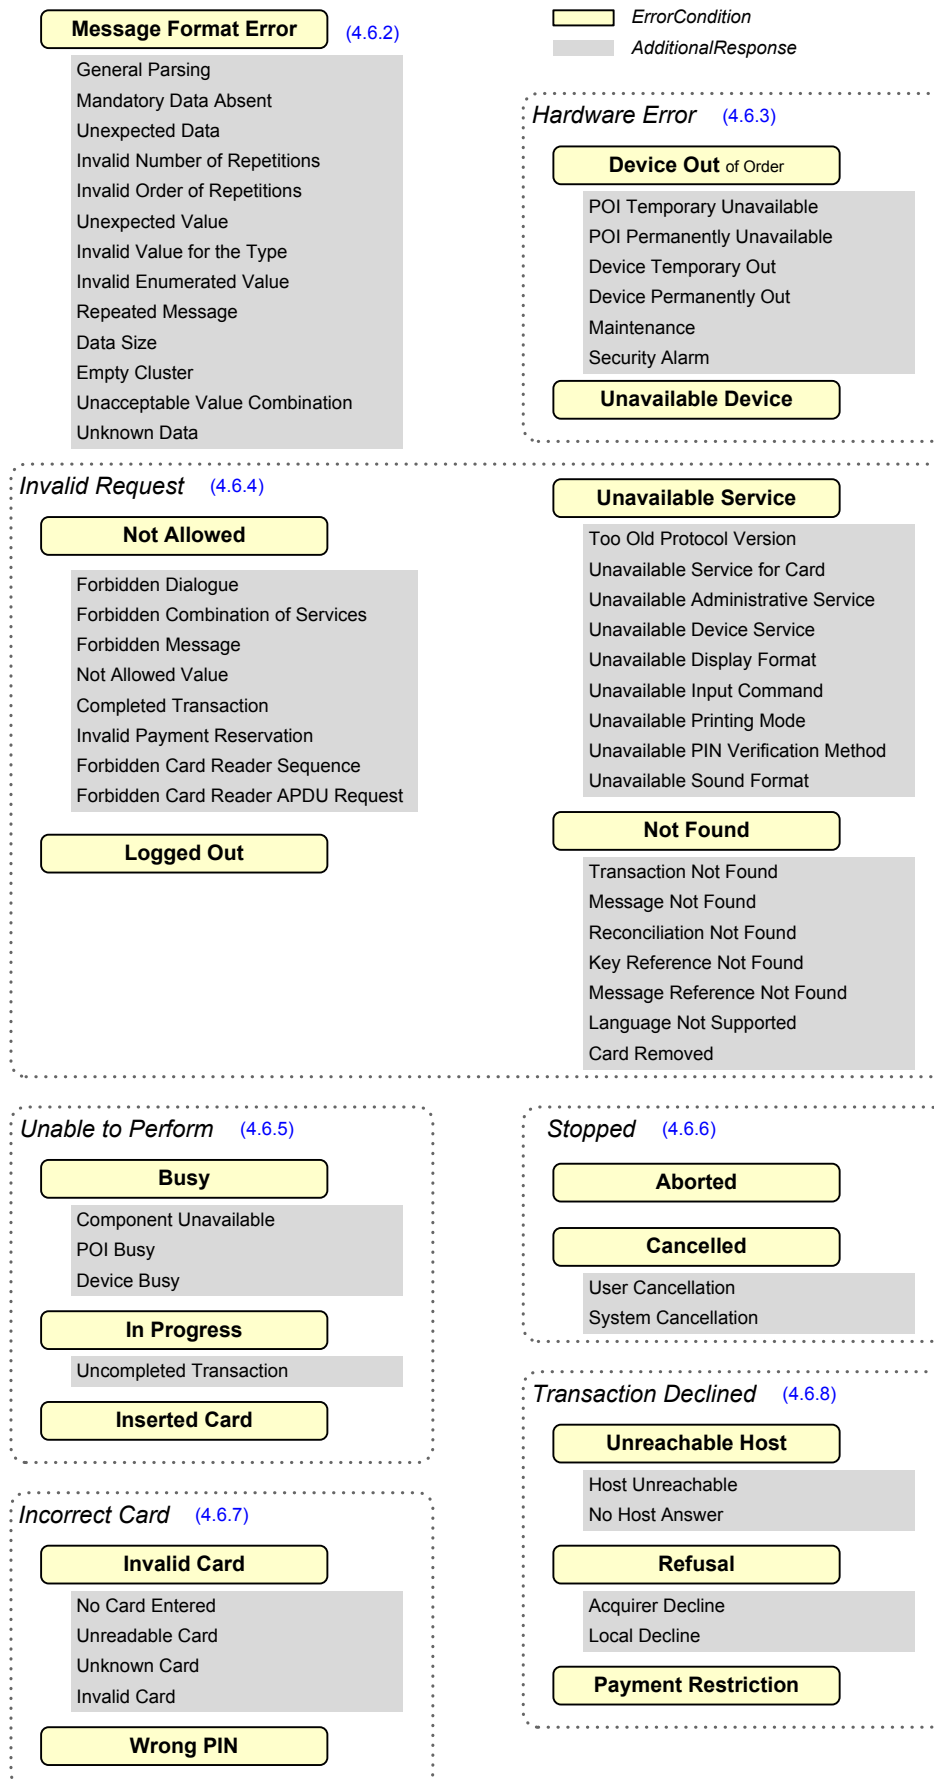 Message Format Error (4.6.2)
General Parsing
Mandatory Data Absent
Unexpected Data
Invalid Number of Repetitions
Invalid Order of Repetitions
Unexpected Value
Invalid Value for the Type
Invalid Enumerated Value
Repeated Message
Data Size
Empty Cluster
Unacceptable Value Combination
Unknown Data
ErrorCondition
AdditionalResponse
Hardware Error (4.6.3)
Device Out of Order
POI Temporary Unavailable
POI Permanently Unavailable
Device Temporary Out
Device Permanently Out
Maintenance
Security Alarm
Unavailable Device
Invalid Request (4.6.4)
Not Allowed
Forbidden Dialogue
Forbidden Combination of Services
Forbidden Message
Not Allowed Value
Completed Transaction
Invalid Payment Reservation
Forbidden Card Reader Sequence
Forbidden Card Reader APDU Request
Logged Out
Unavailable Service
Too Old Protocol Version
Unavailable Service for Card
Unavailable Administrative Service
Unavailable Device Service
Unavailable Display Format
Unavailable Input Command
Unavailable Printing Mode
Unavailable PIN Verification Method
Unavailable Sound Format
Not Found
Transaction Not Found
Message Not Found
Reconciliation Not Found
Key Reference Not Found
Message Reference Not Found
Language Not Supported
Card Removed
Unable to Perform (4.6.5)
Busy
Component Unavailable
POI Busy
Device Busy
In Progress
Uncompleted Transaction
Inserted Card
Stopped (4.6.6)
Aborted
Cancelled
User Cancellation
System Cancellation
Incorrect Card (4.6.7)
Invalid Card
No Card Entered
Unreadable Card
Unknown Card
Invalid Card
Wrong PIN
Transaction Declined (4.6.8)
Unreachable Host
Host Unreachable
No Host Answer
Refusal
Acquirer Decline
Local Decline
Payment Restriction